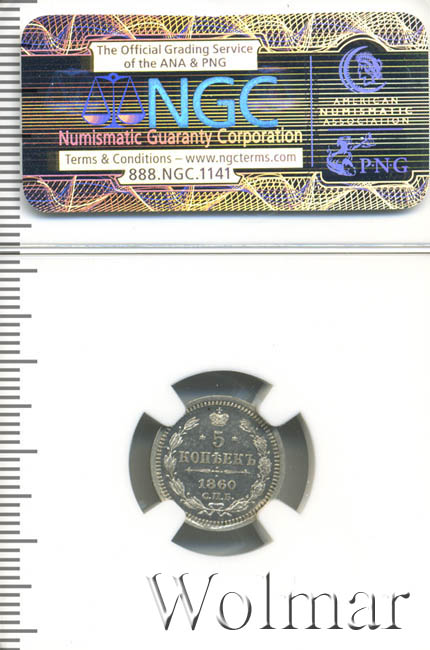 The Official Grading Service
of the ANA & PNG
NGC
Numismatic Guaranty Corporation
Terms & Conditions – www.ngcterms.com
888.NGC.1141
AMERICAN
NUMISMATIC
ASSOCIATION
PNG
5
КОПѢЕКЪ
1860
С.П.Б.
Wolmar